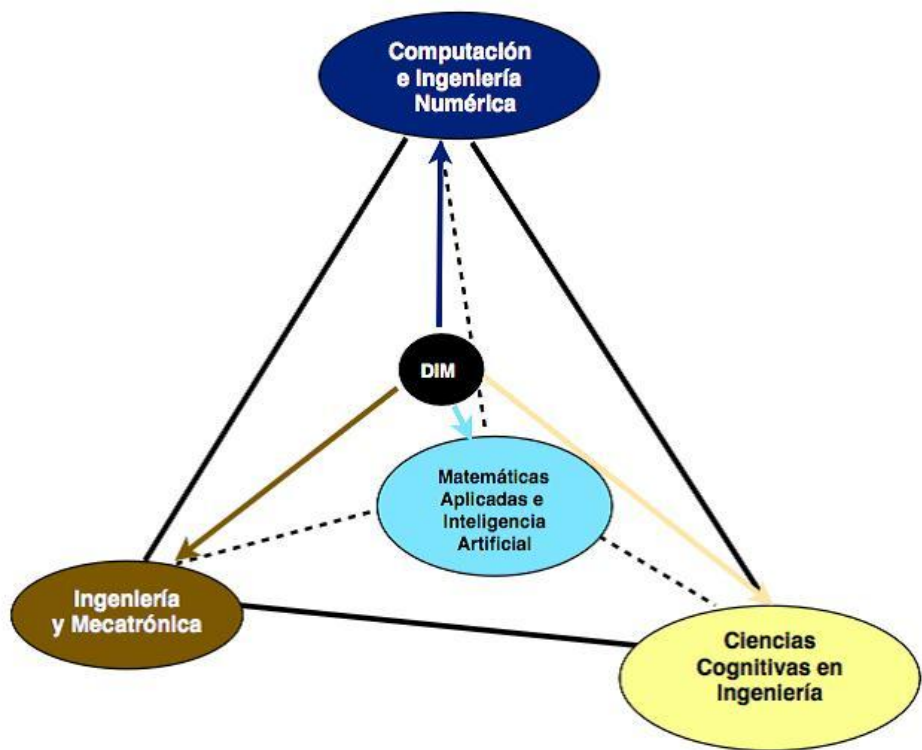 Computación
e Ingeniería
Numérica
DIM
Matemáticas
Aplicadas e
Inteligencia
Artificial
Ingeniería
y Mecatrónica
Ciencias
Cognitivas en
Ingeniería